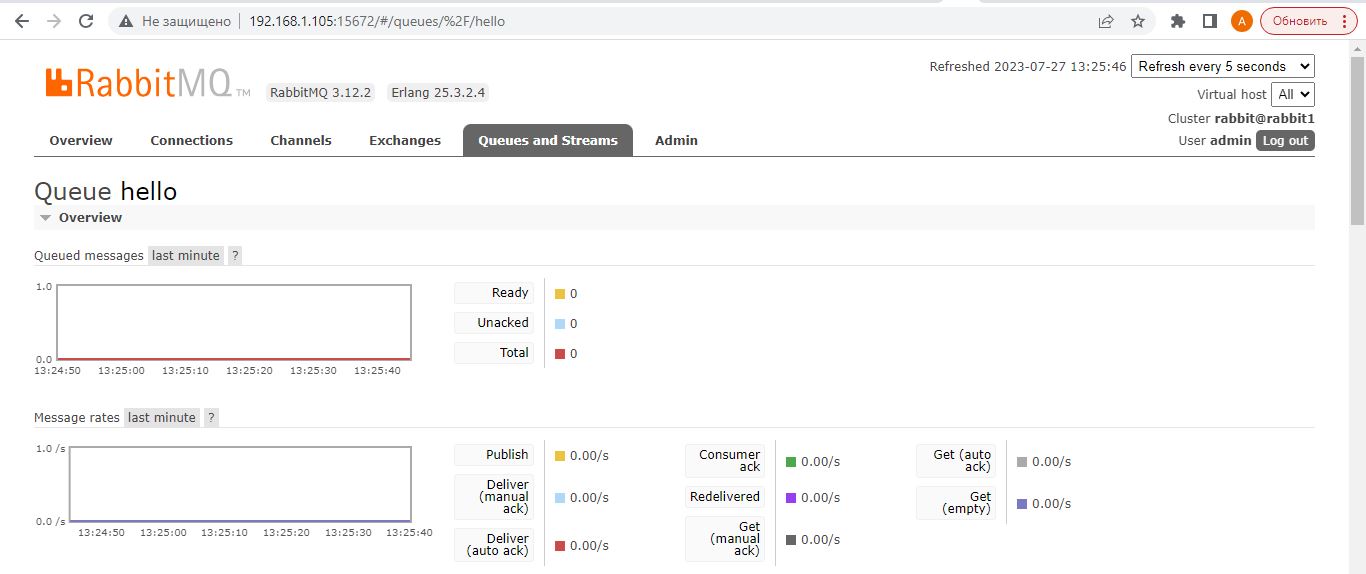 Не защищено 192.168.1.105:15672/#/queues/%2F/hello A Обновить
Refreshed 2023-07-27 13:25:46 Refresh every 5 seconds
RabbitMQ TM RabbitMQ 3.12.2 Erlang 25.3.2.4
Virtual host All
Cluster rabbit@rabbit1
User admin Log out
Overview Connections Channels Exchanges Queues and Streams Admin
Queue hello
Overview
Queued messages last minute ?
1.0
0.0
13:24:50 13:25:00 13:25:10 13:25:20 13:25:30 13:25:40
Ready 0
Unacked 0
Total 0
Message rates last minute ?
1.0 /s
0.0 /s
13:24:50 13:25:00 13:25:10 13:25:20 13:25:30 13:25:40
Publish 0.00/s
Deliver
(manual 0.00/s
ack)
Deliver
(auto ack) 0.00/s
Consumer
ack 0.00/s
Redelivered 0.00/s
Get
(manual 0.00/s
ack)
Get (auto
ack) 0.00/s
Get
(empty) 0.00/s